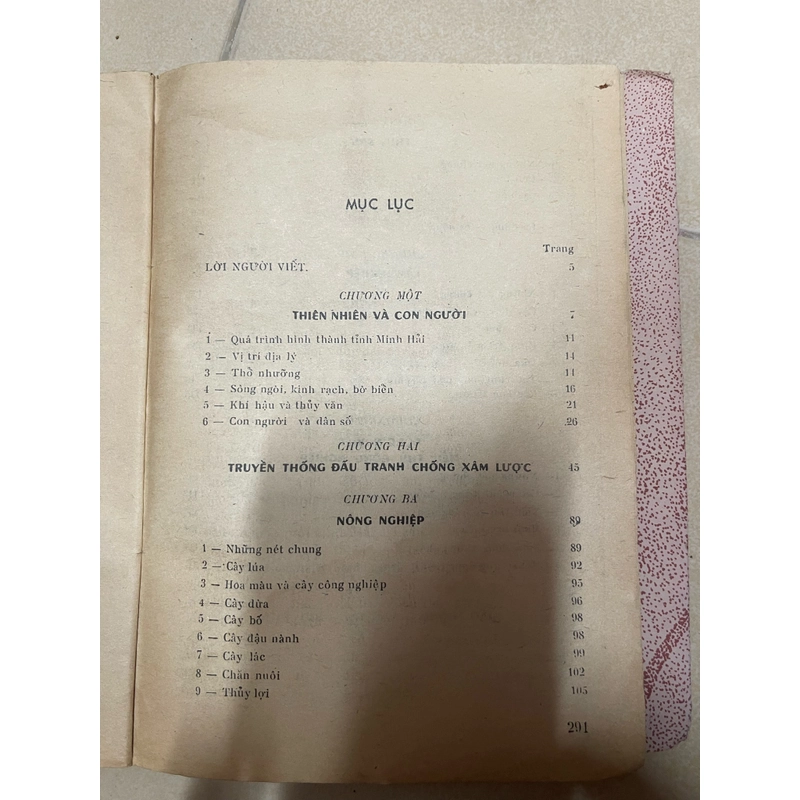 MỤC LỤC
Trang
LỜI NGƯỜI VIẾT. 5
CHƯƠNG MỘT
THIÊN NHIÊN VÀ CON NGƯỜI 7
1 — Quá trình hình thành tỉnh Minh Hải 11
2 — Vị trí địa lý 14
3 — Thổ nhưỡng 14
4 — Sông ngòi, kinh rạch, bờ biển 16
5 — Khí hậu và thủy văn 21
6 — Con người và dân số 26
CHƯƠNG HAI
TRUYỀN THỐNG ĐẤU TRANH CHỐNG XÂM LƯỢC 45
CHƯƠNG BA
NÔNG NGHIỆP 89
1 — Những nét chung 89
2 — Cây lúa 92
3 — Hoa màu và cây công nghiệp 95
4 — Cây dừa 96
5 — Cây bố 98
6 — Cây đậu nành 98
7 — Cây lác 99
8 — Chăn nuôi 102
9 — Thủy lợi 105
291